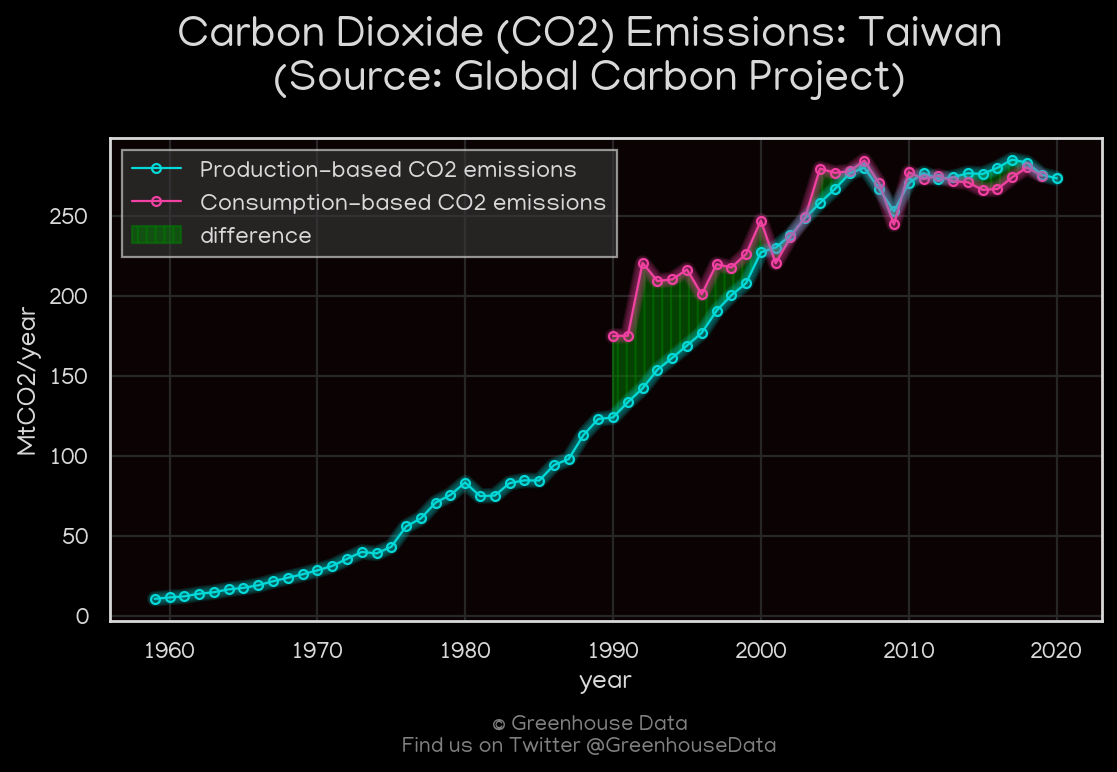 Carbon Dioxide (CO2) Emissions: Taiwan
(Source: Global Carbon Project)
Production-based CO2 emissions
Consumption-based CO2 emissions
difference
MtCO2/year
250
200
150
100
50
0
1960 1970 1980 1990 2000 2010 2020
year
© Greenhouse Data
Find us on Twitter @GreenhouseData